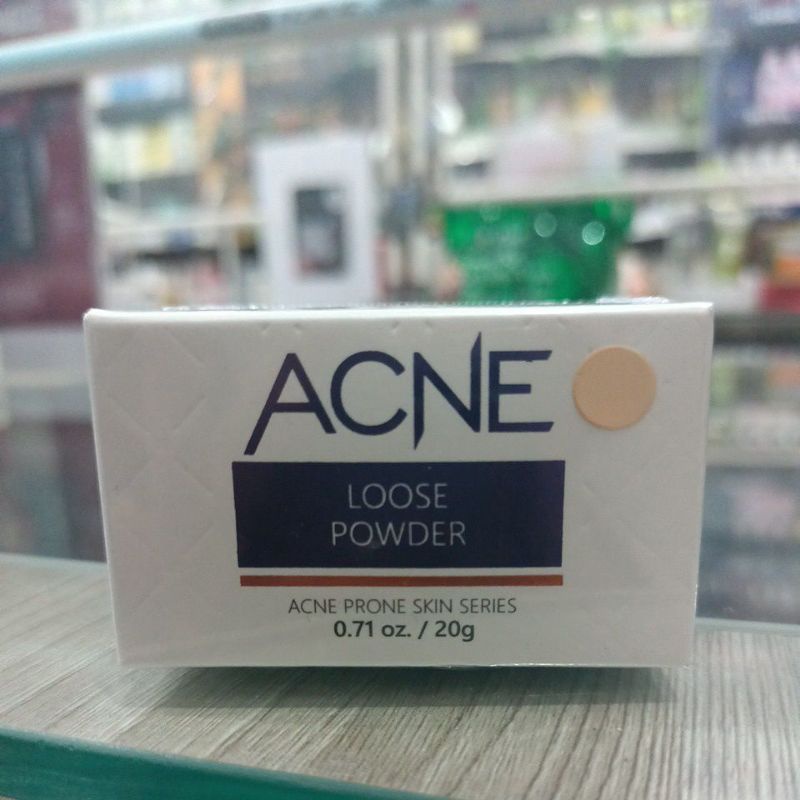 ACNE
LOOSE
POWDER
ACNE PRONE SKIN SERIES
0.71 oz. / 20g